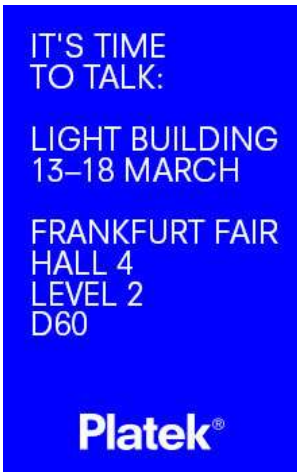 IT'S TIME
TO TALK:
LIGHT BUILDING
13–18 MARCH
FRANKFURT FAIR
HALL 4
LEVEL 2
D60
Platek®